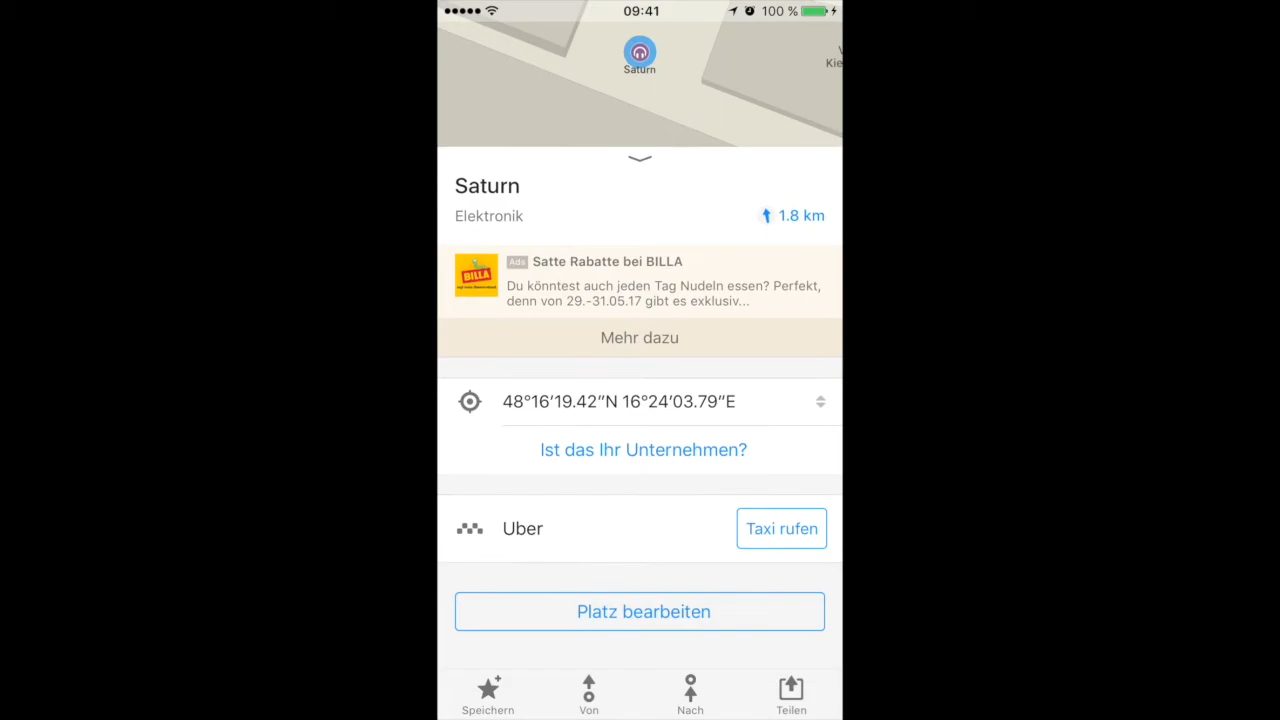 09:41
100 %
Saturn
Kie
Saturn
Elektronik
1.8 km
BILLA
Ads Satte Rabatte bei BILLA
Du könntest auch jeden Tag Nudeln essen? Perfekt,
denn von 29.-31.05.17 gibt es exklusiv...
Mehr dazu
48°16′19.42″N 16°24′03.79″E
Ist das Ihr Unternehmen?
Uber
Taxi rufen
Platz bearbeiten
Speichern
Von
Nach
Teilen